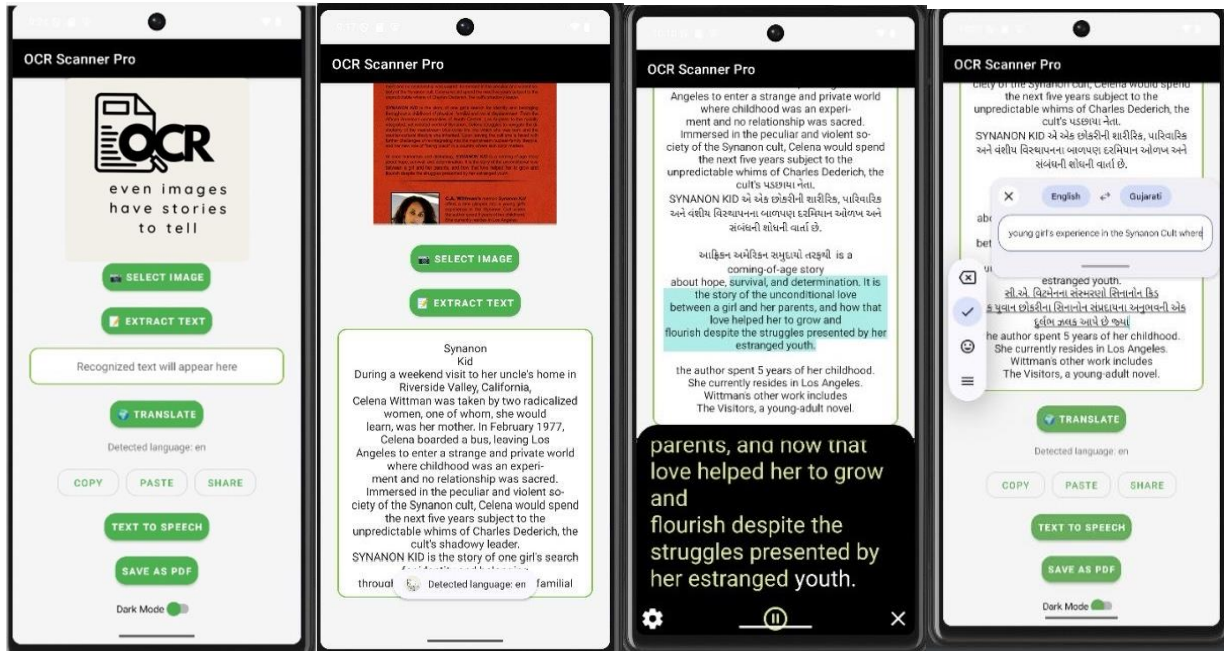 OCR Scanner Pro
OCR
even images
have stories
to tell
SELECT IMAGE
EXTRACT TEXT
Recognized text will appear here
TRANSLATE
Detected language: en
COPY PASTE SHARE
TEXT TO SPEECH
SAVE AS PDF
Dark Mode
OCR Scanner Pro
SELECT IMAGE
EXTRACT TEXT
Synanon
Kid
During a weekend visit to her uncle's home in
Riverside Valley, California,
Celena Wittman was taken by two radicalized
women, one of whom, she would
learn, was her mother. In February 1977,
Celena boarded a bus, leaving Los
Angeles to enter a strange and private world
where childhood was an experi-
ment and no relationship was sacred.
Immersed in the peculiar and violent so-
ciety of the Synanon cult, Celena would spend
the next five years subject to the
unpredictable whims of Charles Dederich, the
cult's shadowy leader.
SYNANON KID is the story of one girl's search
familial
Detected language: en
OCR Scanner Pro
Angeles to enter a strange and private world
where childhood was an experi-
ment and no relationship was sacred.
Immersed in the peculiar and violent so-
ciety of the Synanon cult, Celena would spend
the next five years subject to the
unpredictable whims of Charles Dederich, the
cult's પડછાયા નેતા.
SYNANON KID એ એક છોકરીની શારીરિક, પારિવારિક
અને વંશીય વિસ્થાપનના બાળપણ દરમિયાન ઓળખ અને
સંબંધની શોધની વાર્તા છે.
આફ્રિકન અમેરિકન સમુદાયો તરફથી is a
coming-of-age story
about hope, survival, and determination. It is
the story of the unconditional love
between a girl and her parents, and how that
love helped her to grow and
flourish despite the struggles presented by her
estranged youth.
the author spent 5 years of her childhood.
She currently resides in Los Angeles.
Wittman's other work includes
The Visitors, a young-adult novel.
parents, and how that
love helped her to grow
and
flourish despite the
struggles presented by
her estranged youth.
OCR Scanner Pro
ciety of the Synanon cult, Celena would spend
the next five years subject to the
unpredictable whims of Charles Dederich, the
cult's પડછાયા નેતા.
SYNANON KID એ એક છોકરીની શારીરિક, પારિવારિક
અને વંશીય વિસ્થાપનના બાળપણ દરમિયાન ઓળખ અને
સંબંધની શોધની વાર્તા છે.
English Gujarati
young girl's experience in the Synanon Cult where
estranged youth.
સી.એ. વિટમેનના સંસ્મરણો સિનાનોન કિડ
યુવાન છોકરીના સિનાનોન સંપ્રદાયના અનુભવની એક
દુર્લભ ઝલક આપે છે જ્યાં
he author spent 5 years of her childhood.
She currently resides in Los Angeles.
Wittman's other work includes
The Visitors, a young-adult novel.
TRANSLATE
Detected language: en
COPY PASTE SHARE
TEXT TO SPEECH
SAVE AS PDF
Dark Mode